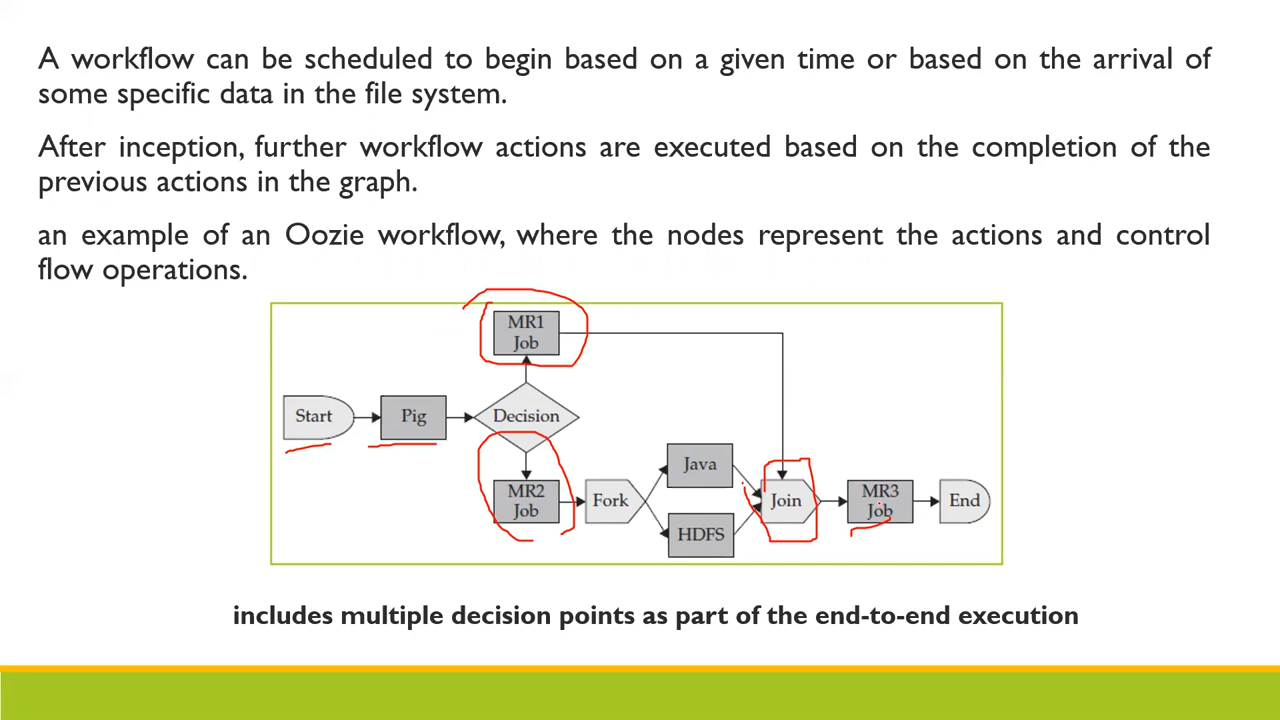 A workflow can be scheduled to begin based on a given time or based on the arrival of
some specific data in the file system.
After inception, further workflow actions are executed based on the completion of the
previous actions in the graph.
an example of an Oozie workflow, where the nodes represent the actions and control
flow operations.
MR1
Job
Start
Pig
Decision
Java
MR2
Job
Fork
Join
MR3
Job
End
HDFS
includes multiple decision points as part of the end-to-end execution